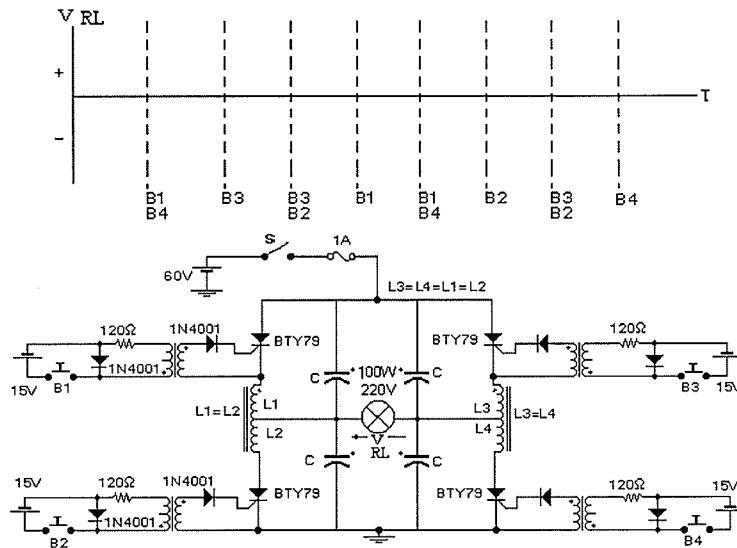 V RL
+
T
−
B1 B3 B3 B1 B1 B2 B3 B4
B4 B2 B4 B2
S 1A
60V
L3=L4=L1=L2
120Ω 1N4001 BTY79 BTY79 120Ω
15V B1 1N4001 C + 100W + C B3 15V
220V
L1=L2 L1 L3 L3=L4
L2 L4
V
RL
15V 120Ω 1N4001 C + + C 120Ω 15V
BTY79 BTY79
1N4001
B2 B4